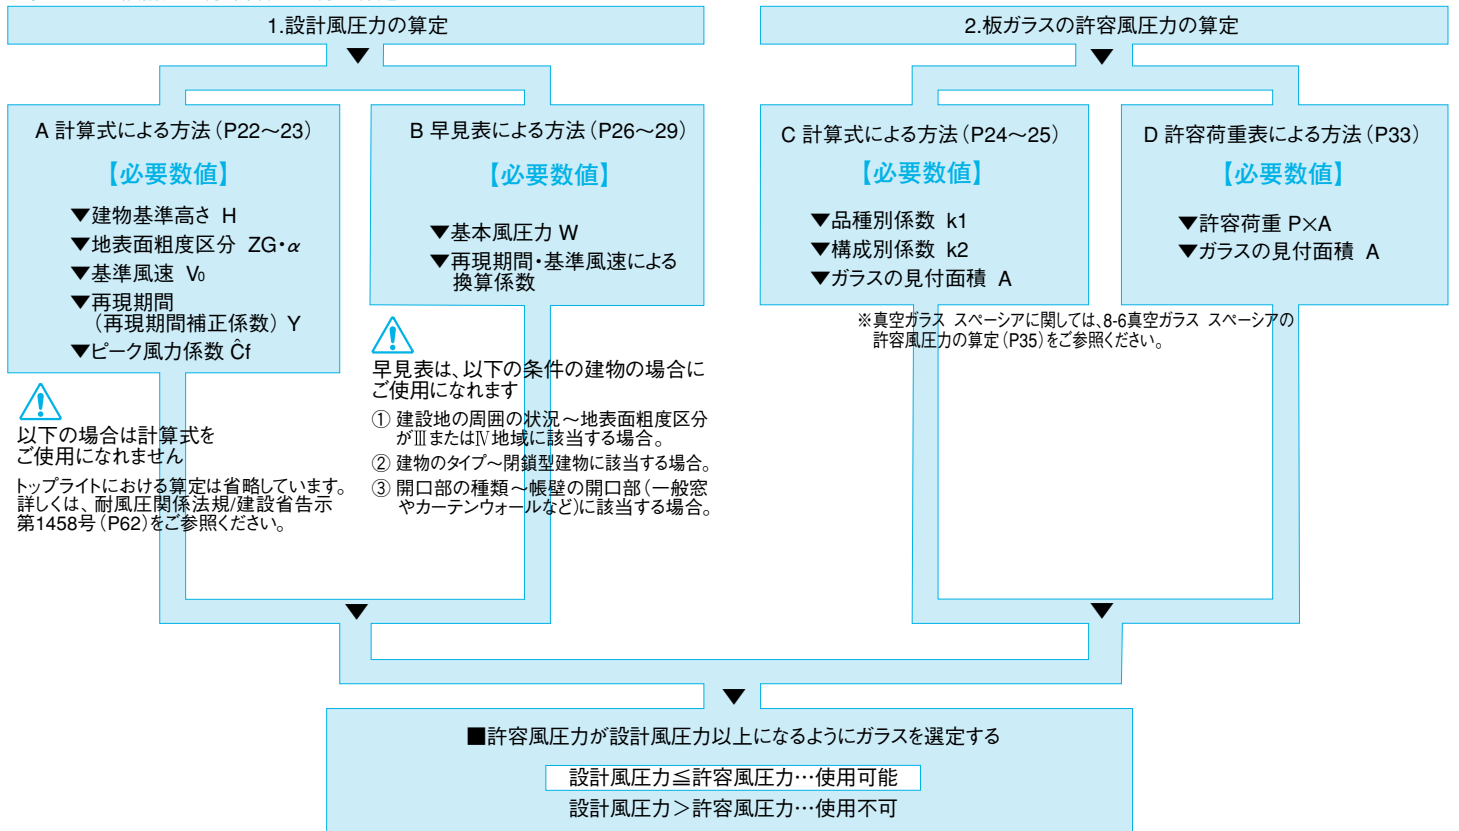 1.設計風圧力の算定
A 計算式による方法（P22〜23）
【必要数値】
▼建物基準高さ H
▼地表面粗度区分 ZG・α
▼基準風速 V₀
▼再現期間
（再現期間補正係数） Y
▼ピーク風力係数 Ĉf
以下の場合は計算式を
ご使用になれません
トップライトにおける算定は省略しています。
詳しくは、耐風圧関係法規/建設省告示
第1458号（P62）をご参照ください。
B 早見表による方法（P26〜29）
【必要数値】
▼基本風圧力 W
▼再現期間・基準風速による
換算係数
早見表は、以下の条件の建物の場合に
ご使用になれます
① 建設地の周囲の状況〜地表面粗度区分
がⅢまたはⅣ地域に該当する場合。
② 建物のタイプ〜閉鎖型建物に該当する場合。
③ 開口部の種類〜帳壁の開口部（一般窓
やカーテンウォールなど）に該当する場合。
2.板ガラスの許容風圧力の算定
C 計算式による方法（P24〜25）
【必要数値】
▼品種別係数 k1
▼構成別係数 k2
▼ガラスの見付面積 A
D 許容荷重表による方法（P33）
【必要数値】
▼許容荷重 P×A
▼ガラスの見付面積 A
※真空ガラス スペーシアに関しては、8-6真空ガラス スペーシアの
許容風圧力の算定（P35）をご参照ください。
■許容風圧力が設計風圧力以上になるようにガラスを選定する
設計風圧力≦許容風圧力…使用可能
設計風圧力＞許容風圧力…使用不可